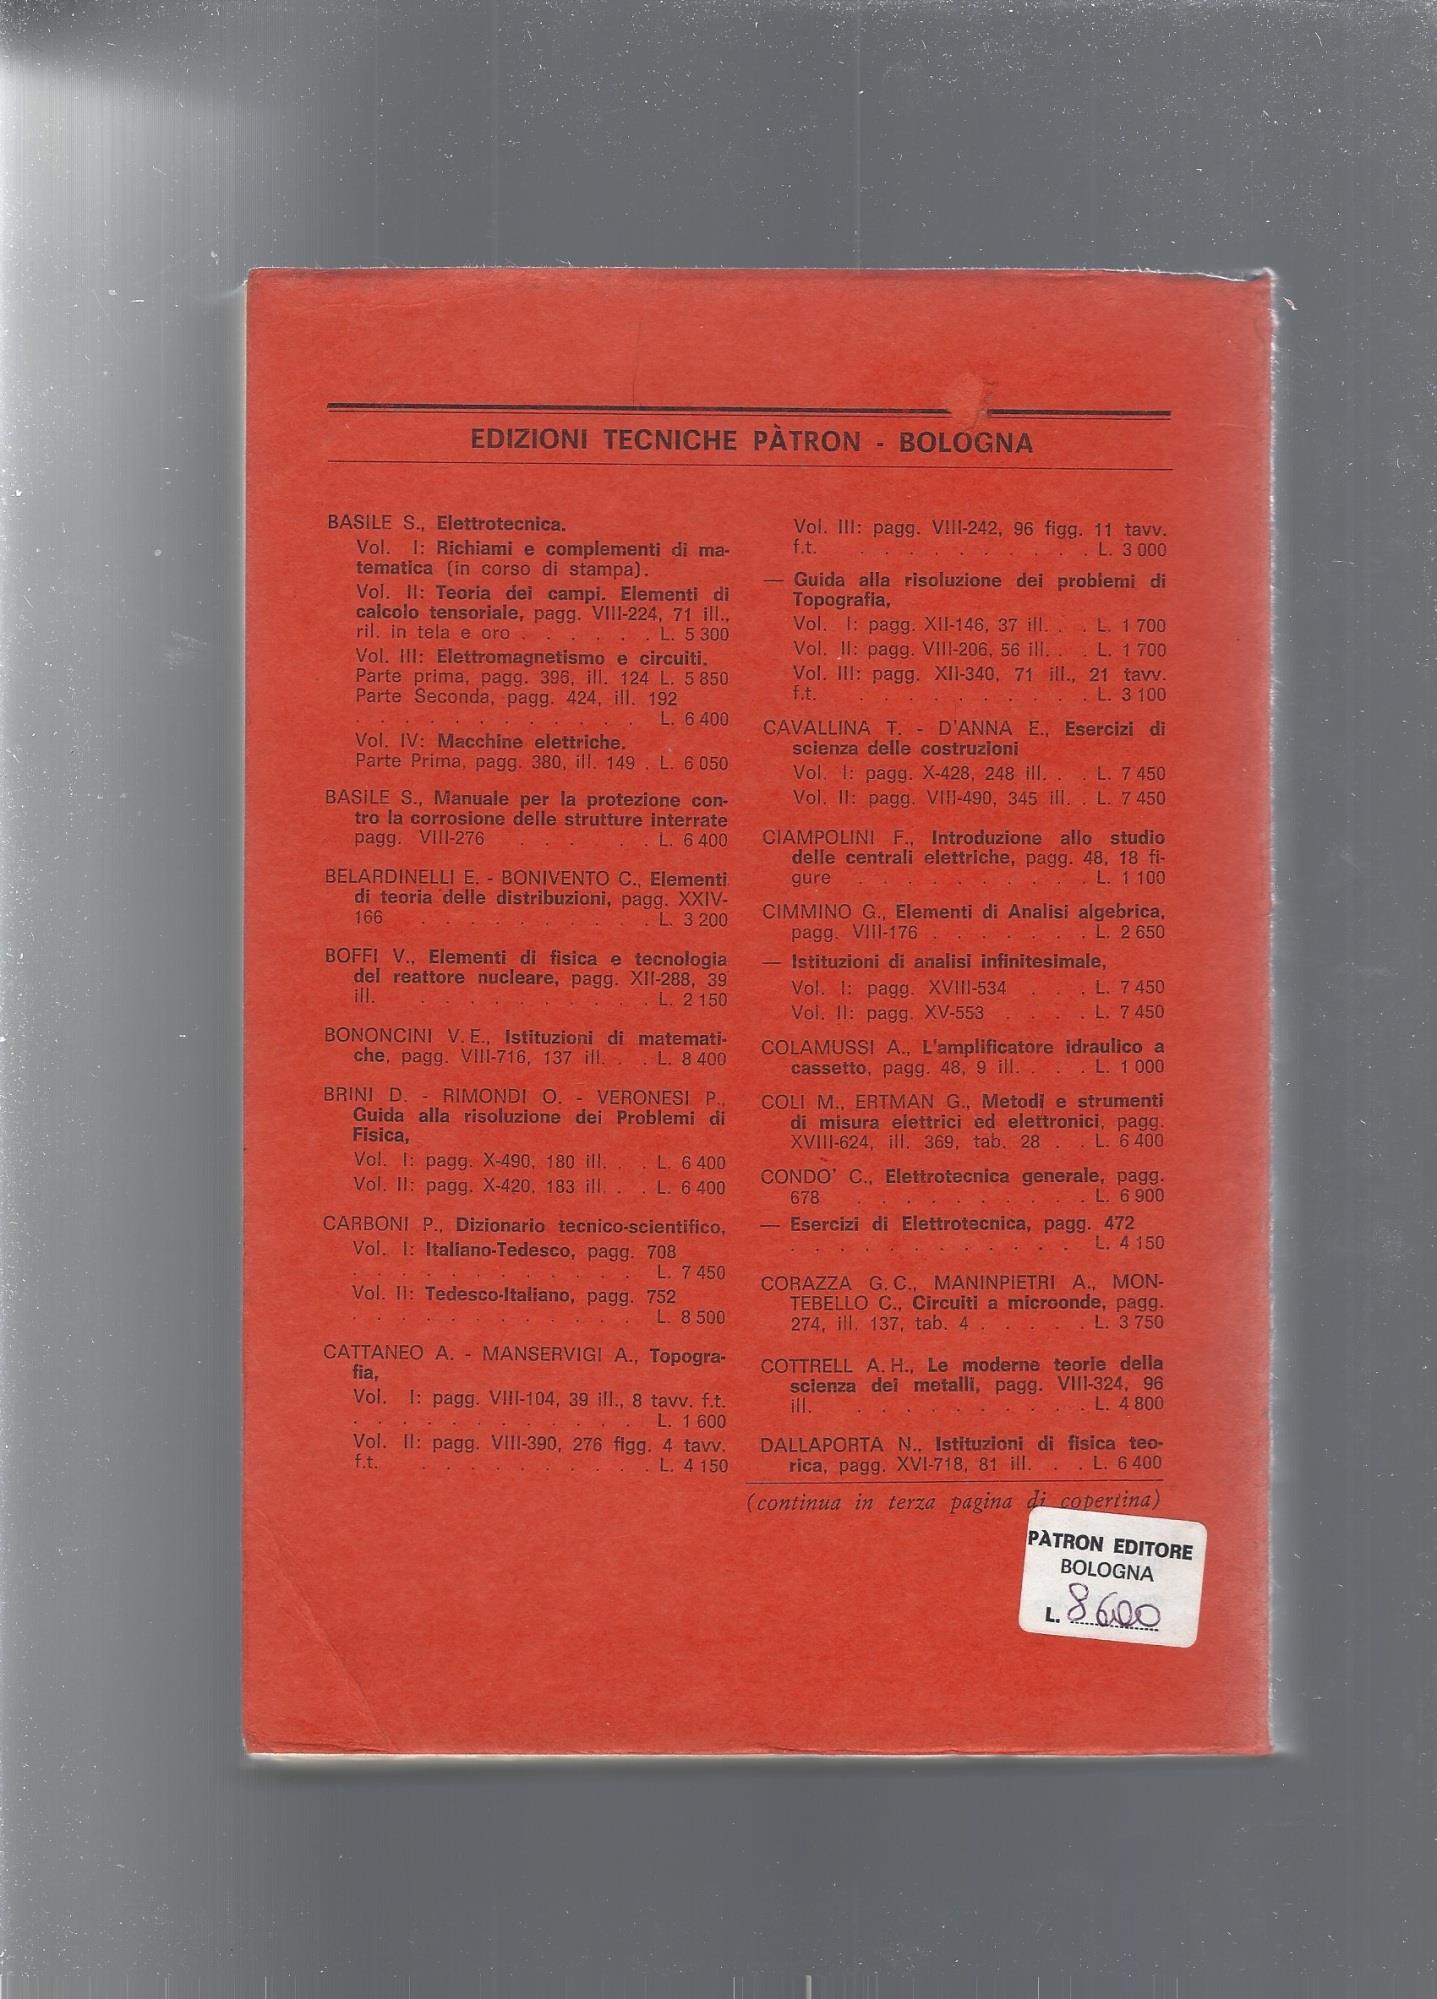 EDIZIONI TECNICHE PÀTRON - BOLOGNA
BASILE S., Elettrotecnica.
Vol. I: Richiami e complementi di ma-
tematica (in corso di stampa).
Vol. II: Teoria dei campi. Elementi di
calcolo tensoriale, pagg. VIII-224, 71 ill.,
ril. in tela e oro . . . . . . L. 5 300
Vol. III: Elettromagnetismo e circuiti.
Parte prima, pagg. 396, ill. 124 L. 5 850
Parte Seconda, pagg. 424, ill. 192
. . . . . . . . . . . . L. 6 400
Vol. IV: Macchine elettriche.
Parte Prima, pagg. 380, ill. 149 . L. 6 050
BASILE S., Manuale per la protezione con-
tro la corrosione delle strutture interrate
pagg. VIII-276 . . . . . . L. 6 400
BELARDINELLI E. - BONIVENTO C., Elementi
di teoria delle distribuzioni, pagg. XXIV-
166 . . . . . . . . . . L. 3 200
BOFFI V., Elementi di fisica e tecnologia
del reattore nucleare, pagg. XII-288, 39
ill. . . . . . . . . . . L. 2 150
BONONCINI V. E., Istituzioni di matemati-
che, pagg. VIII-716, 137 ill. . . L. 8 400
BRINI D. - RIMONDI O. - VERONESI P.,
Guida alla risoluzione dei Problemi di
Fisica,
Vol. I: pagg. X-490, 180 ill. . . L. 6 400
Vol. II: pagg. X-420, 183 ill. . . L. 6 400
CARBONI P., Dizionario tecnico-scientifico,
Vol. I: Italiano-Tedesco, pagg. 708
. . . . . . . . . . . . L. 7 450
Vol. II: Tedesco-Italiano, pagg. 752
. . . . . . . . . . . . L. 8 500
CATTANEO A. - MANSERVIGI A., Topogra-
fia,
Vol. I: pagg. VIII-104, 39 ill., 8 tavv. f.t.
. . . . . . . . . . . . L. 1 600
Vol. II: pagg. VIII-390, 276 figg. 4 tavv.
f.t. . . . . . . . . . . L. 4 150
Vol. III: pagg. VIII-242, 96 figg. 11 tavv.
f.t. . . . . . . . . . . L. 3 000
— Guida alla risoluzione dei problemi di
Topografia,
Vol. I: pagg. XII-146, 37 ill. . . L. 1 700
Vol. II: pagg. VIII-206, 56 ill. . . L. 1 700
Vol. III: pagg. XII-340, 71 ill., 21 tavv.
f.t. . . . . . . . . . . L. 3 100
CAVALLINA T. - D'ANNA E., Esercizi di
scienza delle costruzioni
Vol. I: pagg. X-428, 248 ill. . . L. 7 450
Vol. II: pagg. VIII-490, 345 ill. . L. 7 450
CIAMPOLINI F., Introduzione allo studio
delle centrali elettriche, pagg. 48, 18 fi-
gure . . . . . . . . . . L. 1 100
CIMMINO G., Elementi di Analisi algebrica,
pagg. VIII-176 . . . . . . . L. 2 650
— Istituzioni di analisi infinitesimale,
Vol. I: pagg. XVIII-534 . . . L. 7 450
Vol. II: pagg. XV-553 . . . . L. 7 450
COLAMUSSI A., L'amplificatore idraulico a
cassetto, pagg. 48, 9 ill. . . . L. 1 000
COLI M., ERTMAN G., Metodi e strumenti
di misura elettrici ed elettronici, pagg.
XVIII-624, ill. 369, tab. 28 . . L. 6 400
CONDO' C., Elettrotecnica generale, pagg.
678 . . . . . . . . . . L. 6 900
— Esercizi di Elettrotecnica, pagg. 472
. . . . . . . . . . . . L. 4 150
CORAZZA G. C., MANINPIETRI A., MON-
TEBELLO C., Circuiti a microonde, pagg.
274, ill. 137, tab. 4 . . . . . L. 3 750
COTTRELL A. H., Le moderne teorie della
scienza dei metalli, pagg. VIII-324, 96
ill. . . . . . . . . . . L. 4 800
DALLAPORTA N., Istituzioni di fisica teo-
rica, pagg. XVI-718, 81 ill. . . L. 6 400
(continua in terza pagina di copertina)
PÀTRON EDITORE
BOLOGNA
L. 8600